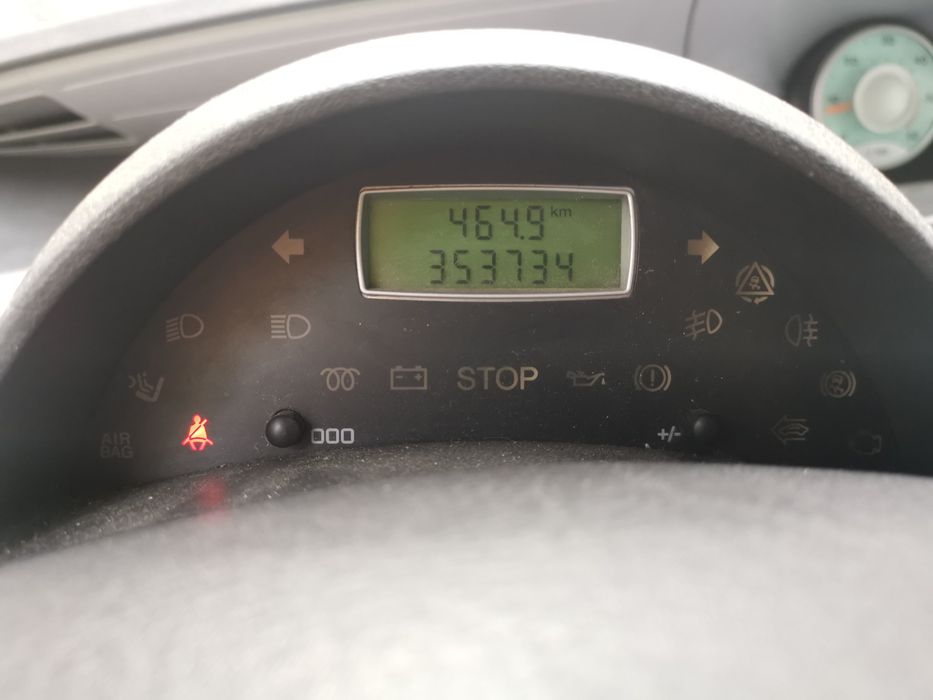 464.9 km
353734
STOP
AIR
BAG
000
+/-